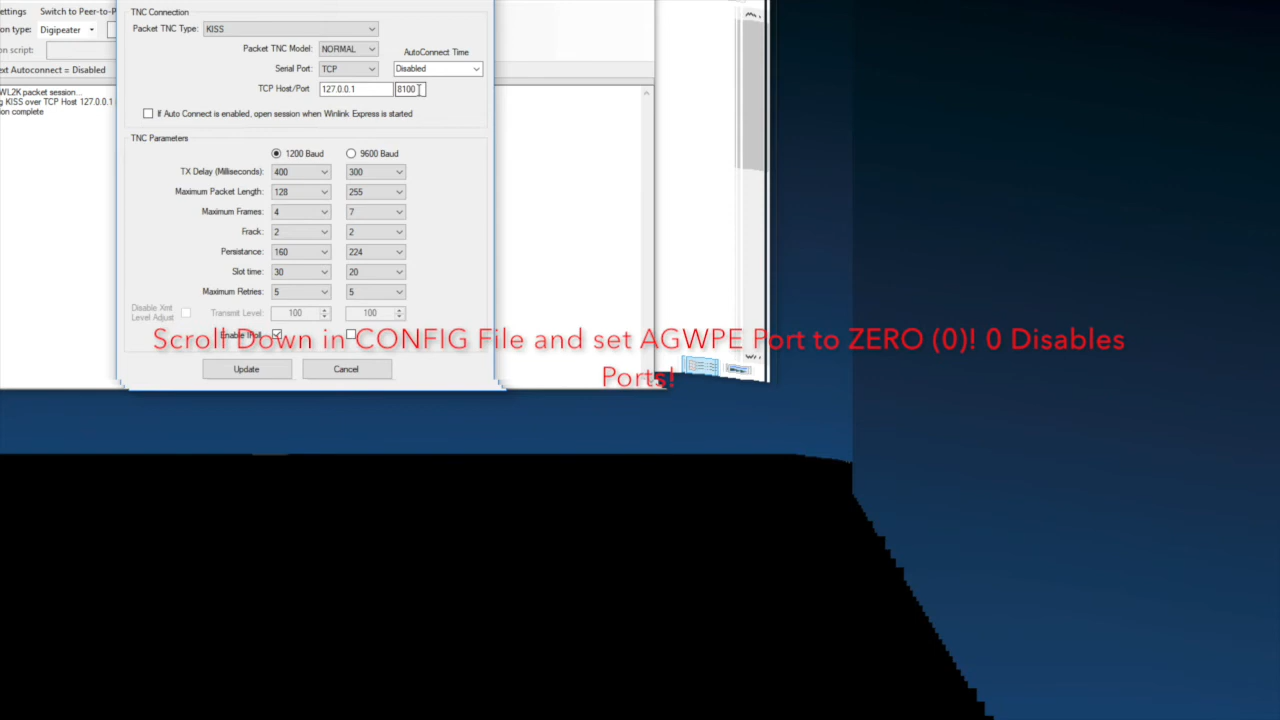 TNC Connection
ettings Switch to Peer-to-P
Packet TNC Type: KISS
on type: Digipeater
Packet TNC Model: NORMAL AutoConnect Time
on script:
Serial Port: TCP Disabled
ext Autoconnect = Disabled
TCP Host/Port 127.0.0.1 8100
WL2K packet session...
g KISS over TCP Host 127.0.0.1
tion complete
If Auto Connect is enabled, open session when Winlink Express is started
TNC Parameters
1200 Baud 9600 Baud
TX Delay (Milliseconds): 400 300
Maximum Packet Length: 128 255
Maximum Frames: 4 7
Frack: 2 2
Persistance: 160 224
Slot time: 30 20
Maximum Retries: 5 5
Disable Xmt
Level Adjust
Transmit Level: 100 100
Enable IPoll
Scroll Down in CONFIG File and set AGWPE Port to ZERO (0)! 0 Disables
Ports!
Update Cancel